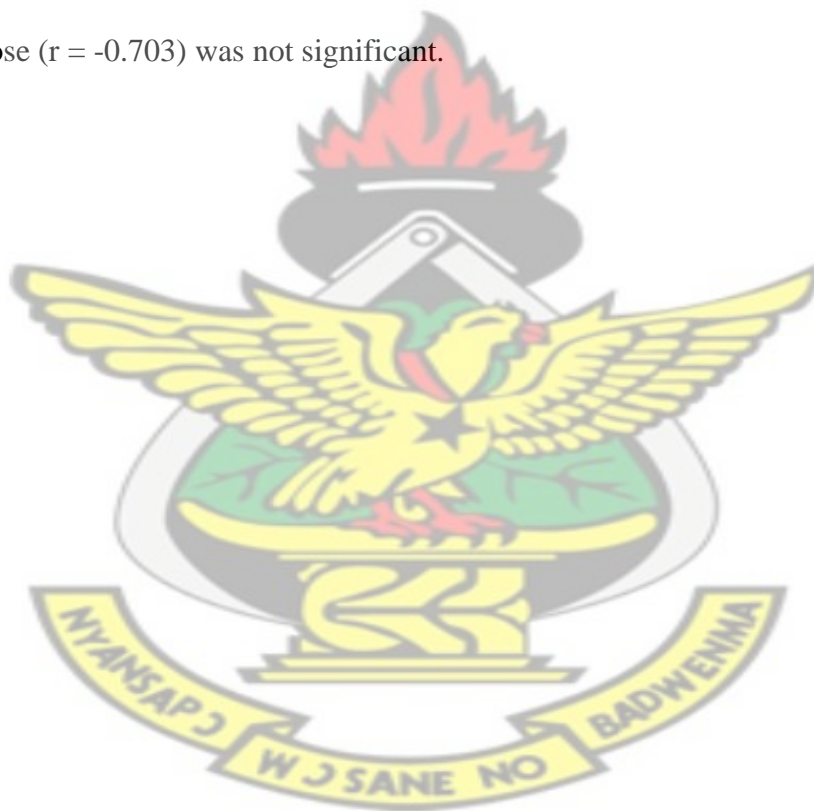 ose (r = -0.703) was not significant.
NYANSAPƆ WƆSANE NO BADWENMA